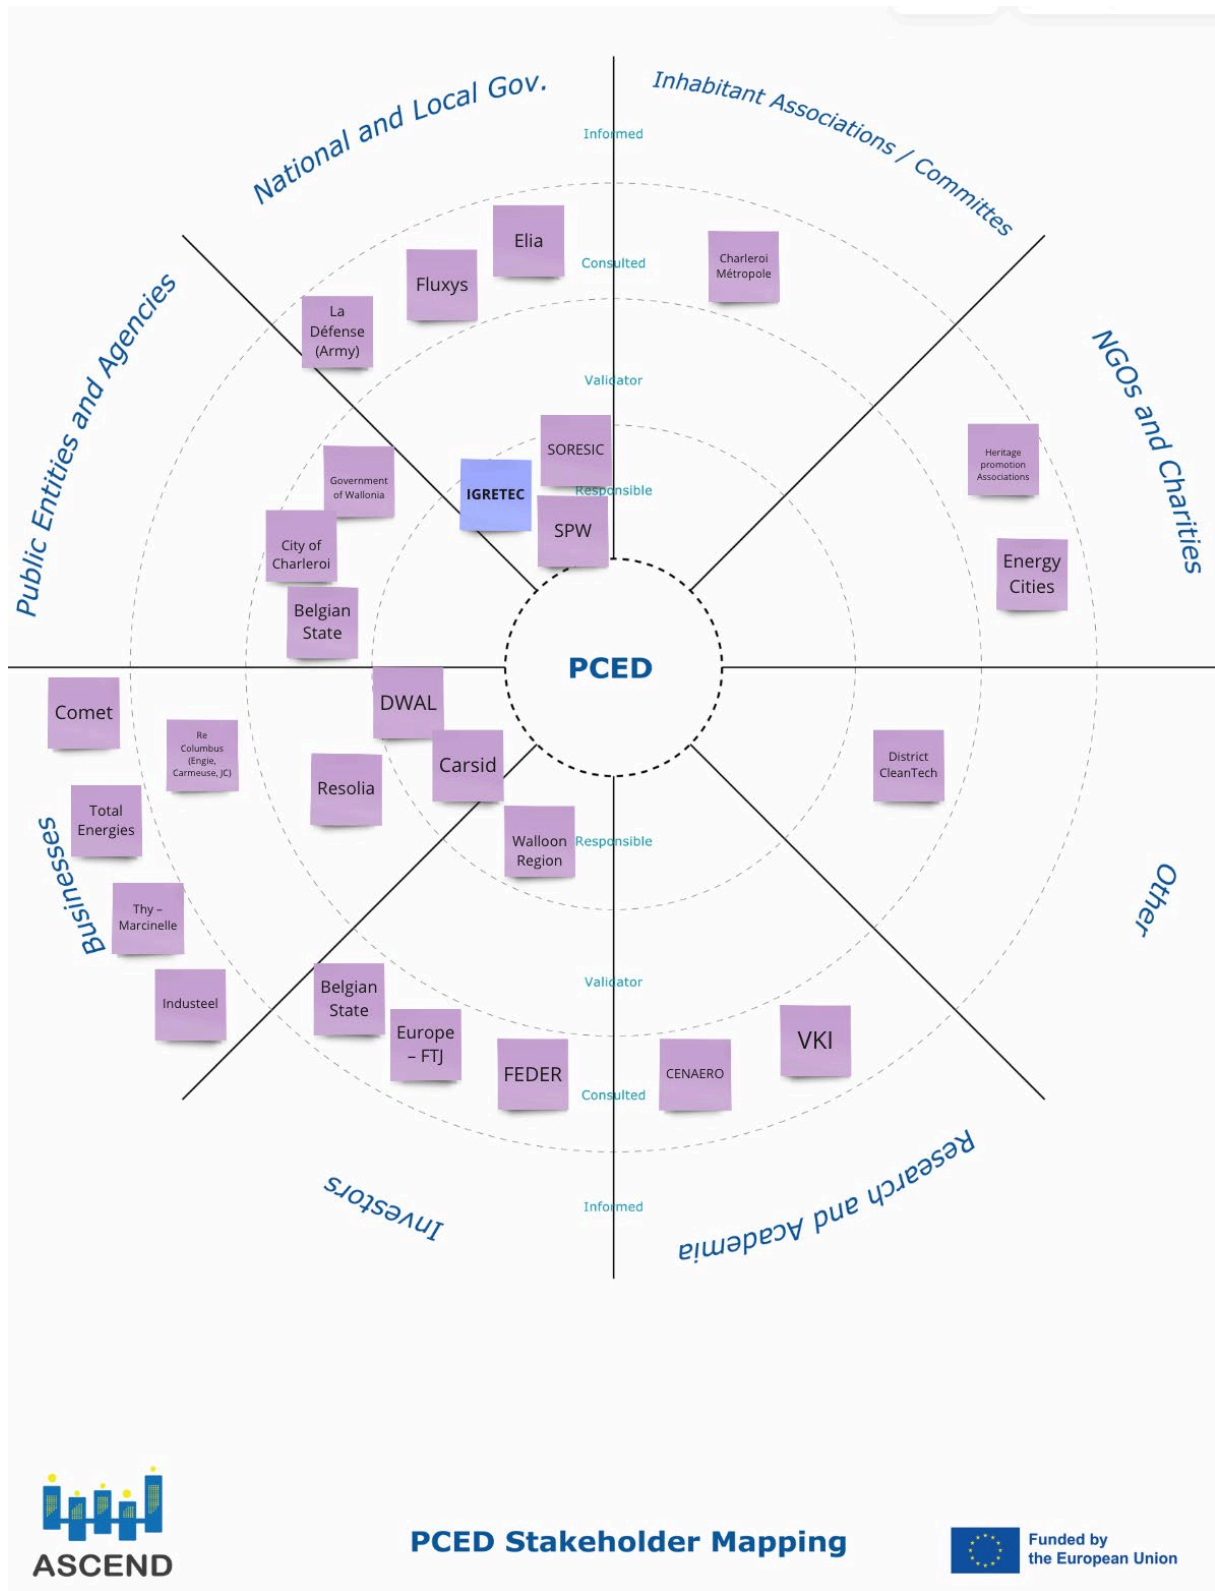 National and Local Gov.
Inhabitant Associations / Committes
Informed
Elia
Consulted
Charleroi
Métropole
Fluxys
La
Défense
(Army)
Public Entities and Agencies
NGOs and Charities
Validator
SORESIC
Government
of Wallonia
IGRETEC
Responsible
Heritage
promotion
Associations
SPW
City of
Charleroi
Energy
Cities
Belgian
State
PCED
Comet
DWAL
Re
Columbus
(Engie,
Carmeuse, JC)
Carsid
District
CleanTech
Resolia
Total
Energies
Walloon
Region
Responsible
Businesses
Other
Thy –
Marcinelle
Validator
Industeel
Belgian
State
Europe
– FTJ
VKI
FEDER
CENAERO
Consulted
Investors
Research and Academia
Informed
ASCEND
PCED Stakeholder Mapping
Funded by
the European Union